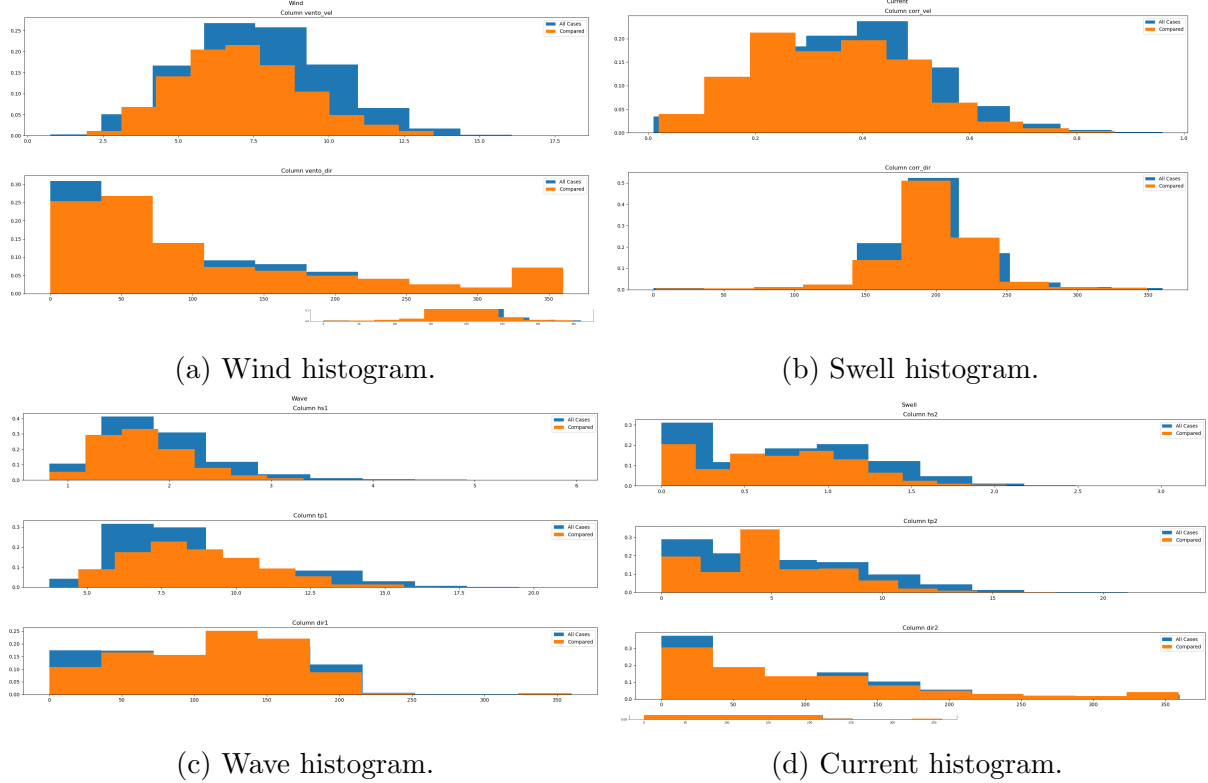 Wind
Column vento_vel
All Cases
Compared
0.25
0.20
0.15
0.10
0.05
0.00
0.0 2.5 5.0 7.5 10.0 12.5 15.0 17.5
Column vento_dir
All Cases
Compared
0.30
0.25
0.20
0.15
0.10
0.05
0.00
0 50 100 150 200 250 300 350
(a) Wind histogram.
Current
Column corr_vel
All Cases
Compared
0.20
0.15
0.10
0.05
0.00
0.0 0.2 0.4 0.6 0.8 1.0
Column corr_dir
All Cases
Compared
0.5
0.4
0.3
0.2
0.1
0.0
0 50 100 150 200 250 300 350
(b) Swell histogram.
Wave
Column hs1
All Cases
Compared
0.4
0.3
0.2
0.1
0.0
1 2 3 4 5 6
Column tp1
All Cases
Compared
0.3
0.2
0.1
0.0
5.0 7.5 10.0 12.5 15.0 17.5 20.0
Column dir1
All Cases
Compared
0.25
0.20
0.15
0.10
0.05
0.00
0 50 100 150 200 250 300 350
(c) Wave histogram.
Swell
Column hs2
All Cases
Compared
0.3
0.2
0.1
0.0
0.0 0.5 1.0 1.5 2.0 2.5 3.0
Column tp2
All Cases
Compared
0.3
0.2
0.1
0.0
0 5 10 15 20
Column dir2
All Cases
Compared
0.3
0.2
0.1
0.0
0 50 100 150 200 250 300 350
(d) Current histogram.